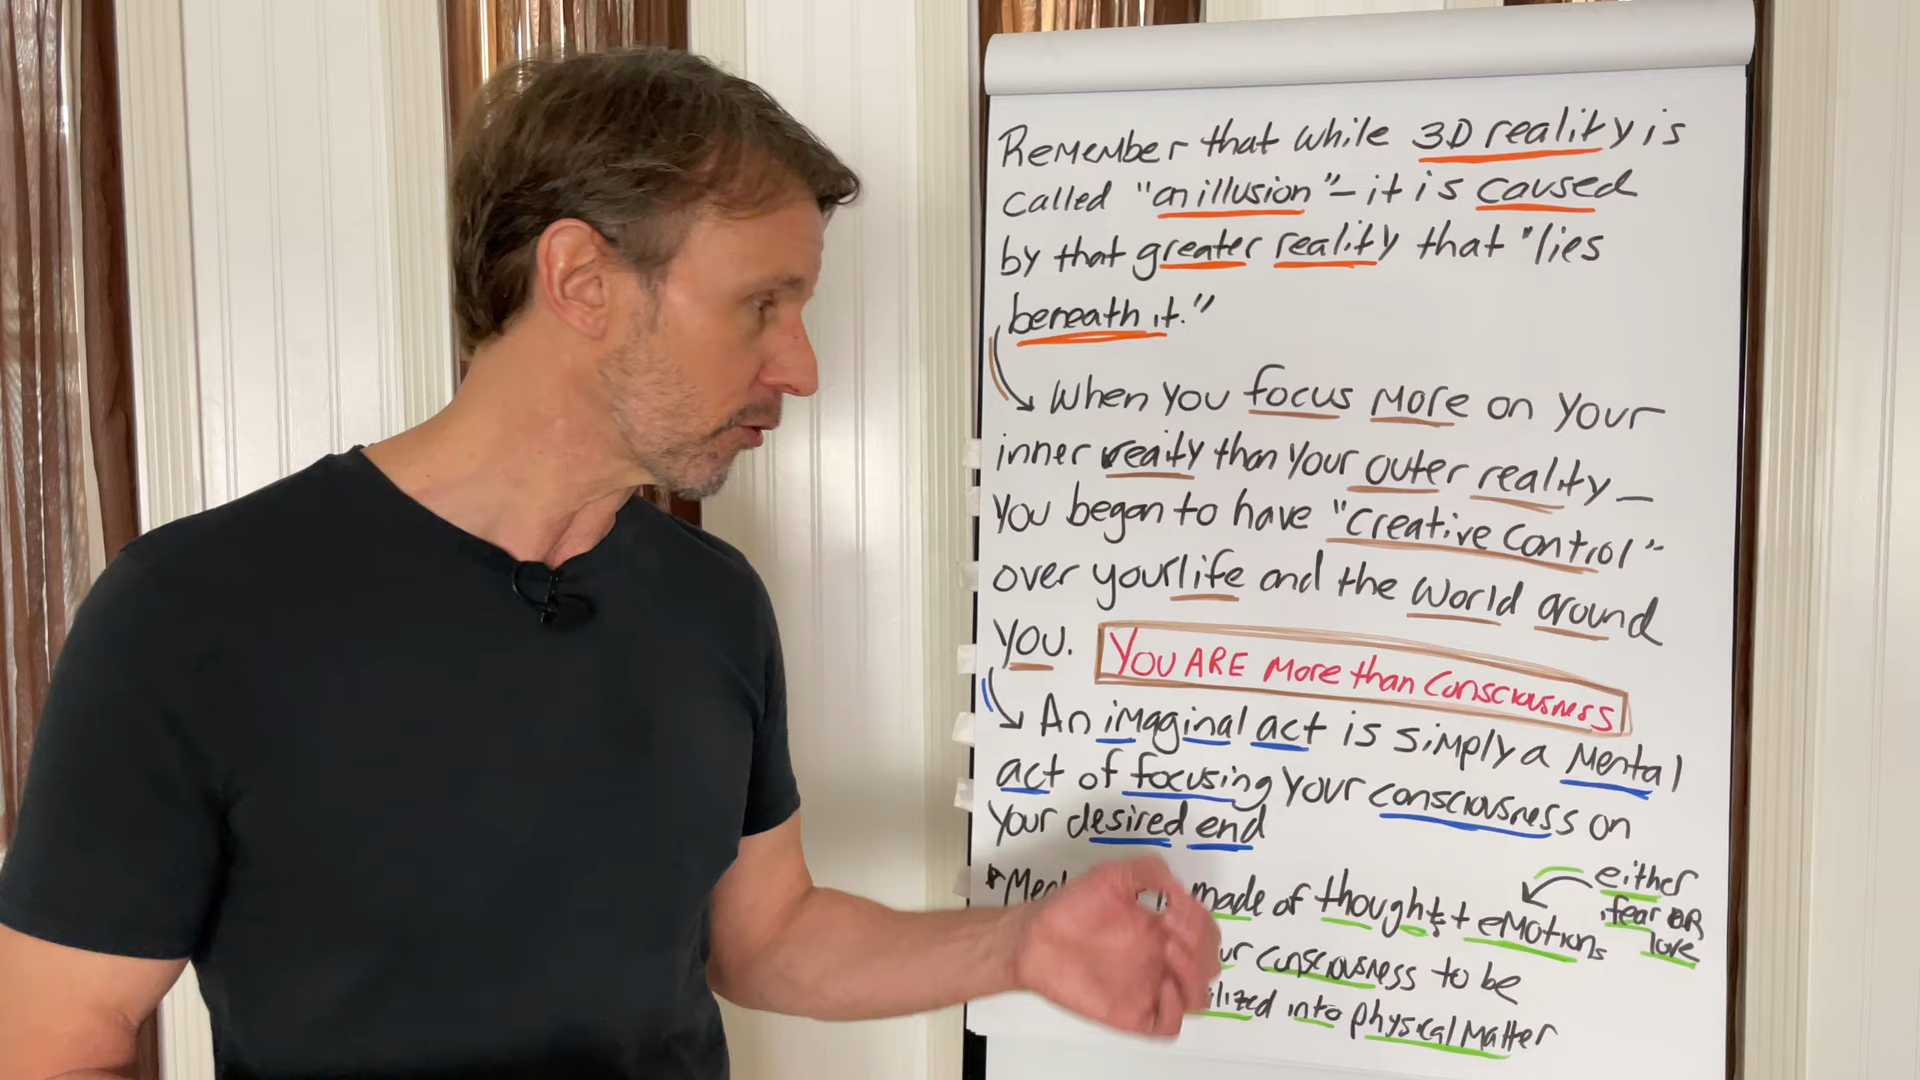 Remember that while 3D reality is
called "an illusion" - it is caused
by that greater reality that "lies
beneath it."
When you focus more on your
inner reaity than your outer reality -
you began to have "creative control"
over your life and the world around
you.
You ARE more than consciousness
An imaginal act is simply a mental
act of focusing your consciousness on
your desired end
made of thought + emotions
either
fear OR
love
consciousness to be
into physical matter